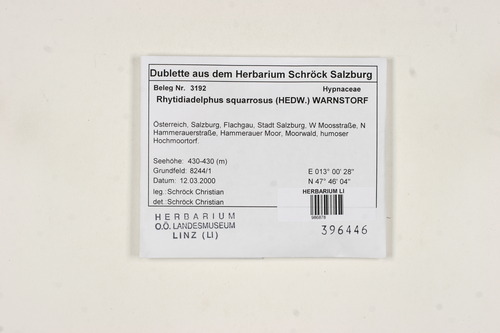 Dublette aus dem Herbarium Schröck Salzburg
Beleg Nr. 3192 Hypnaceae
Rhytidiadelphus squarrosus (HEDW.) WARNSTORF
Österreich, Salzburg, Flachgau, Stadt Salzburg, W Moosstraße, N
Hammerauerstraße, Hammerauer Moor, Moorwald, humoser
Hochmoortorf.
Seehöhe: 430-430 (m)
Grundfeld: 8244/1 E 013° 00' 28"
Datum: 12.03.2000 N 47° 46' 04"
leg.: Schröck Christian HERBARIUM LI
det.: Schröck Christian
HERBARIUM
O.Ö. LANDESMUSEUM
LINZ (LI)
396446